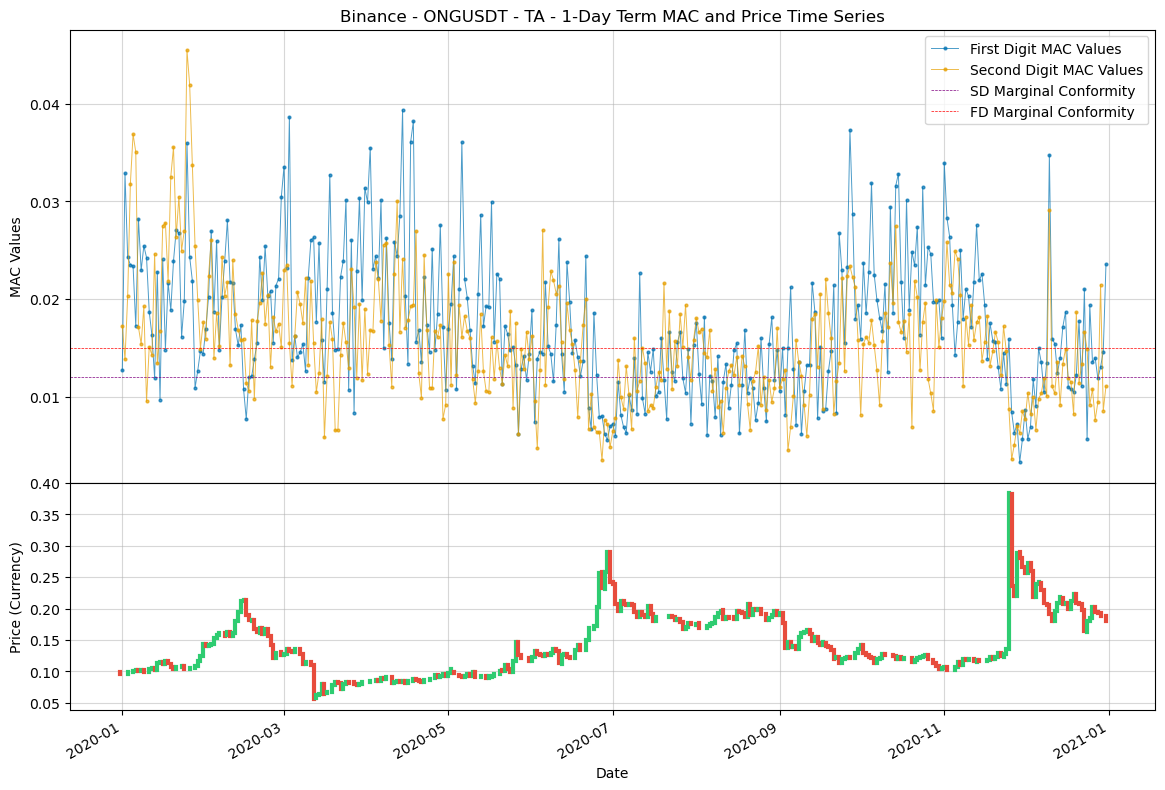 Binance - ONGUSDT - TA - 1-Day Term MAC and Price Time Series
First Digit MAC Values
Second Digit MAC Values
SD Marginal Conformity
FD Marginal Conformity
MAC Values
0.04
0.03
0.02
0.01
Price (Currency)
0.40
0.35
0.30
0.25
0.20
0.15
0.10
0.05
2020-01
2020-03
2020-05
2020-07
2020-09
2020-11
2021-01
Date